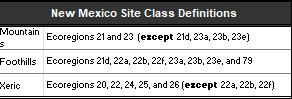 New Mexico Site Class Definitions
Mountain
s
Ecoregions 21 and 23 (except 21d, 23a, 23b, 23e)
Foothills
Ecoregions 21d, 22a, 22b, 22f, 23a, 23b, 23e, and 79
Xeric
Ecoregions 20, 22, 24, 25, and 26 (except 22a, 22b, 22f)